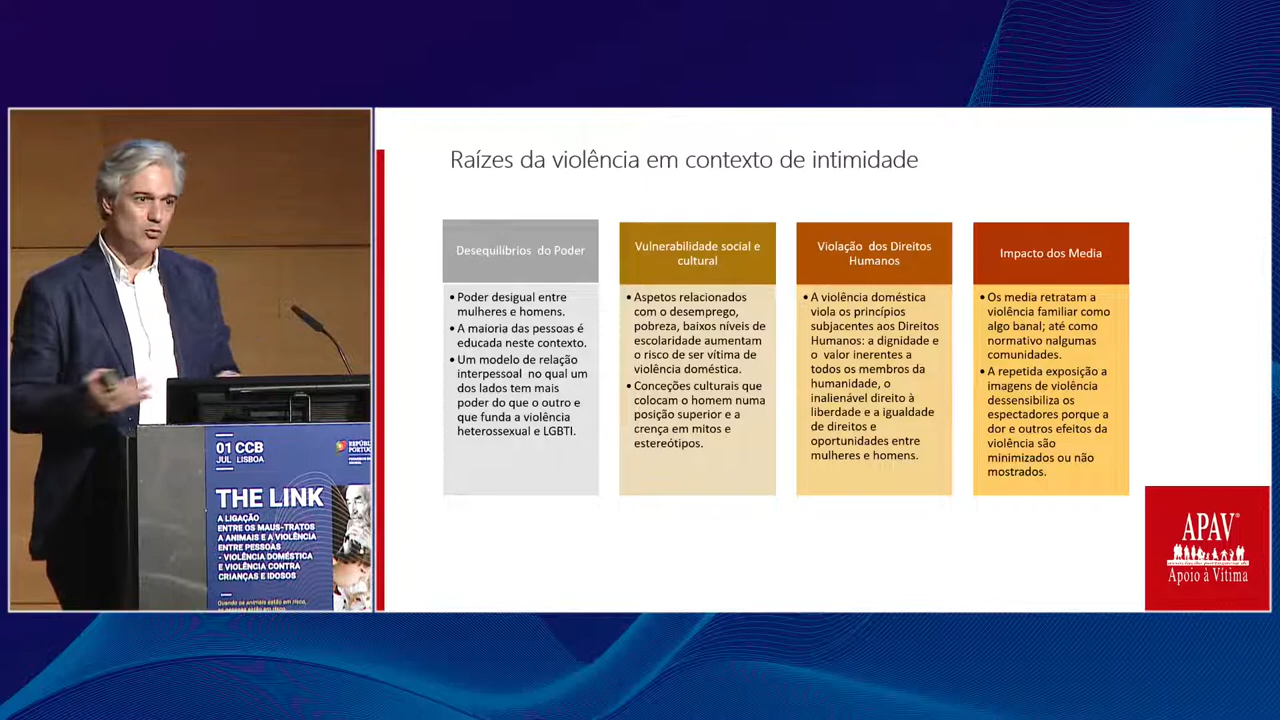 Raízes da violência em contexto de intimidade
Desequilíbrios do Poder
• Poder desigual entre
mulheres e homens.
• A maioria das pessoas é
educada neste contexto.
• Um modelo de relação
interpessoal no qual um
dos lados tem mais
poder do que o outro e
que funda a violência
heterossexual e LGBTI.
Vulnerabilidade social e
cultural
• Aspetos relacionados
com o desemprego,
pobreza, baixos níveis de
escolaridade aumentam
o risco de ser vítima de
violência doméstica.
• Conceções culturais que
colocam o homem numa
posição superior e a
crença em mitos e
estereótipos.
Violação dos Direitos
Humanos
• A violência doméstica
viola os princípios
subjacentes aos Direitos
Humanos: a dignidade e
o valor inerentes a
todos os membros da
humanidade, o
inalienável direito à
liberdade e a igualdade
de direitos e
oportunidades entre
mulheres e homens.
Impacto dos Media
• Os media retratam a
violência familiar como
algo banal; até como
normativo nalgumas
comunidades.
• A repetida exposição a
imagens de violência
dessensibiliza os
espectadores porque a
dor e outros efeitos da
violência são
minimizados ou não
mostrados.
APAV®
Apoio à Vítima
01 CCB
JUL LISBOA
THE LINK
A LIGAÇÃO
ENTRE OS MAUS-TRATOS
A ANIMAIS E A VIOLÊNCIA
ENTRE PESSOAS
- VIOLÊNCIA DOMÉSTICA
E VIOLÊNCIA CONTRA
CRIANÇAS E IDOSOS
Quando os animais estão em risco,